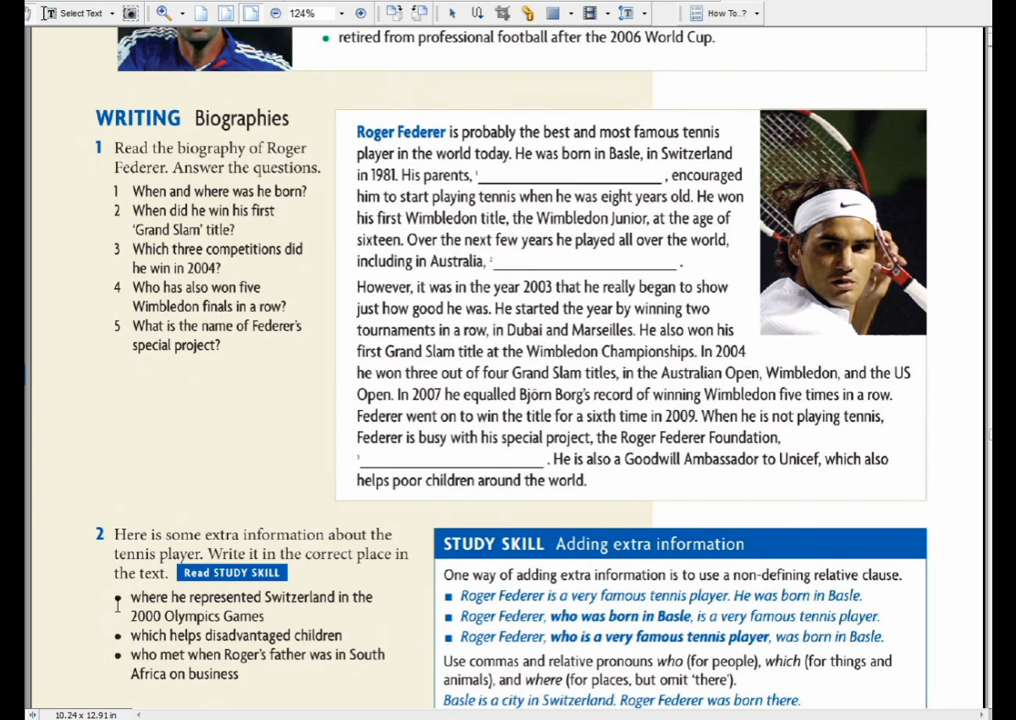 Select Text
124%
How To..?
retired from professional football after the 2006 World Cup.
WRITING Biographies
1 Read the biography of Roger
Federer. Answer the questions.
1 When and where was he born?
2 When did he win his first
‘Grand Slam’ title?
3 Which three competitions did
he win in 2004?
4 Who has also won five
Wimbledon finals in a row?
5 What is the name of Federer’s
special project?
Roger Federer is probably the best and most famous tennis
player in the world today. He was born in Basle, in Switzerland
in 1981. His parents, 1 ____________________ , encouraged
him to start playing tennis when he was eight years old. He won
his first Wimbledon title, the Wimbledon Junior, at the age of
sixteen. Over the next few years he played all over the world,
including in Australia, 2 ____________________ .
However, it was in the year 2003 that he really began to show
just how good he was. He started the year by winning two
tournaments in a row, in Dubai and Marseilles. He also won his
first Grand Slam title at the Wimbledon Championships. In 2004
he won three out of four Grand Slam titles, in the Australian Open, Wimbledon, and the US
Open. In 2007 he equalled Björn Borg’s record of winning Wimbledon five times in a row.
Federer went on to win the title for a sixth time in 2009. When he is not playing tennis,
Federer is busy with his special project, the Roger Federer Foundation,
3 ____________________ . He is also a Goodwill Ambassador to Unicef, which also
helps poor children around the world.
2 Here is some extra information about the
tennis player. Write it in the correct place in
the text. Read STUDY SKILL
• where he represented Switzerland in the
2000 Olympics Games
• which helps disadvantaged children
• who met when Roger’s father was in South
Africa on business
STUDY SKILL Adding extra information
One way of adding extra information is to use a non-defining relative clause.
Roger Federer is a very famous tennis player. He was born in Basle.
Roger Federer, who was born in Basle, is a very famous tennis player.
Roger Federer, who is a very famous tennis player, was born in Basle.
Use commas and relative pronouns who (for people), which (for things and
animals), and where (for places, but omit ‘there’).
Basle is a city in Switzerland. Roger Federer was born there.
10.24 x 12.91 in